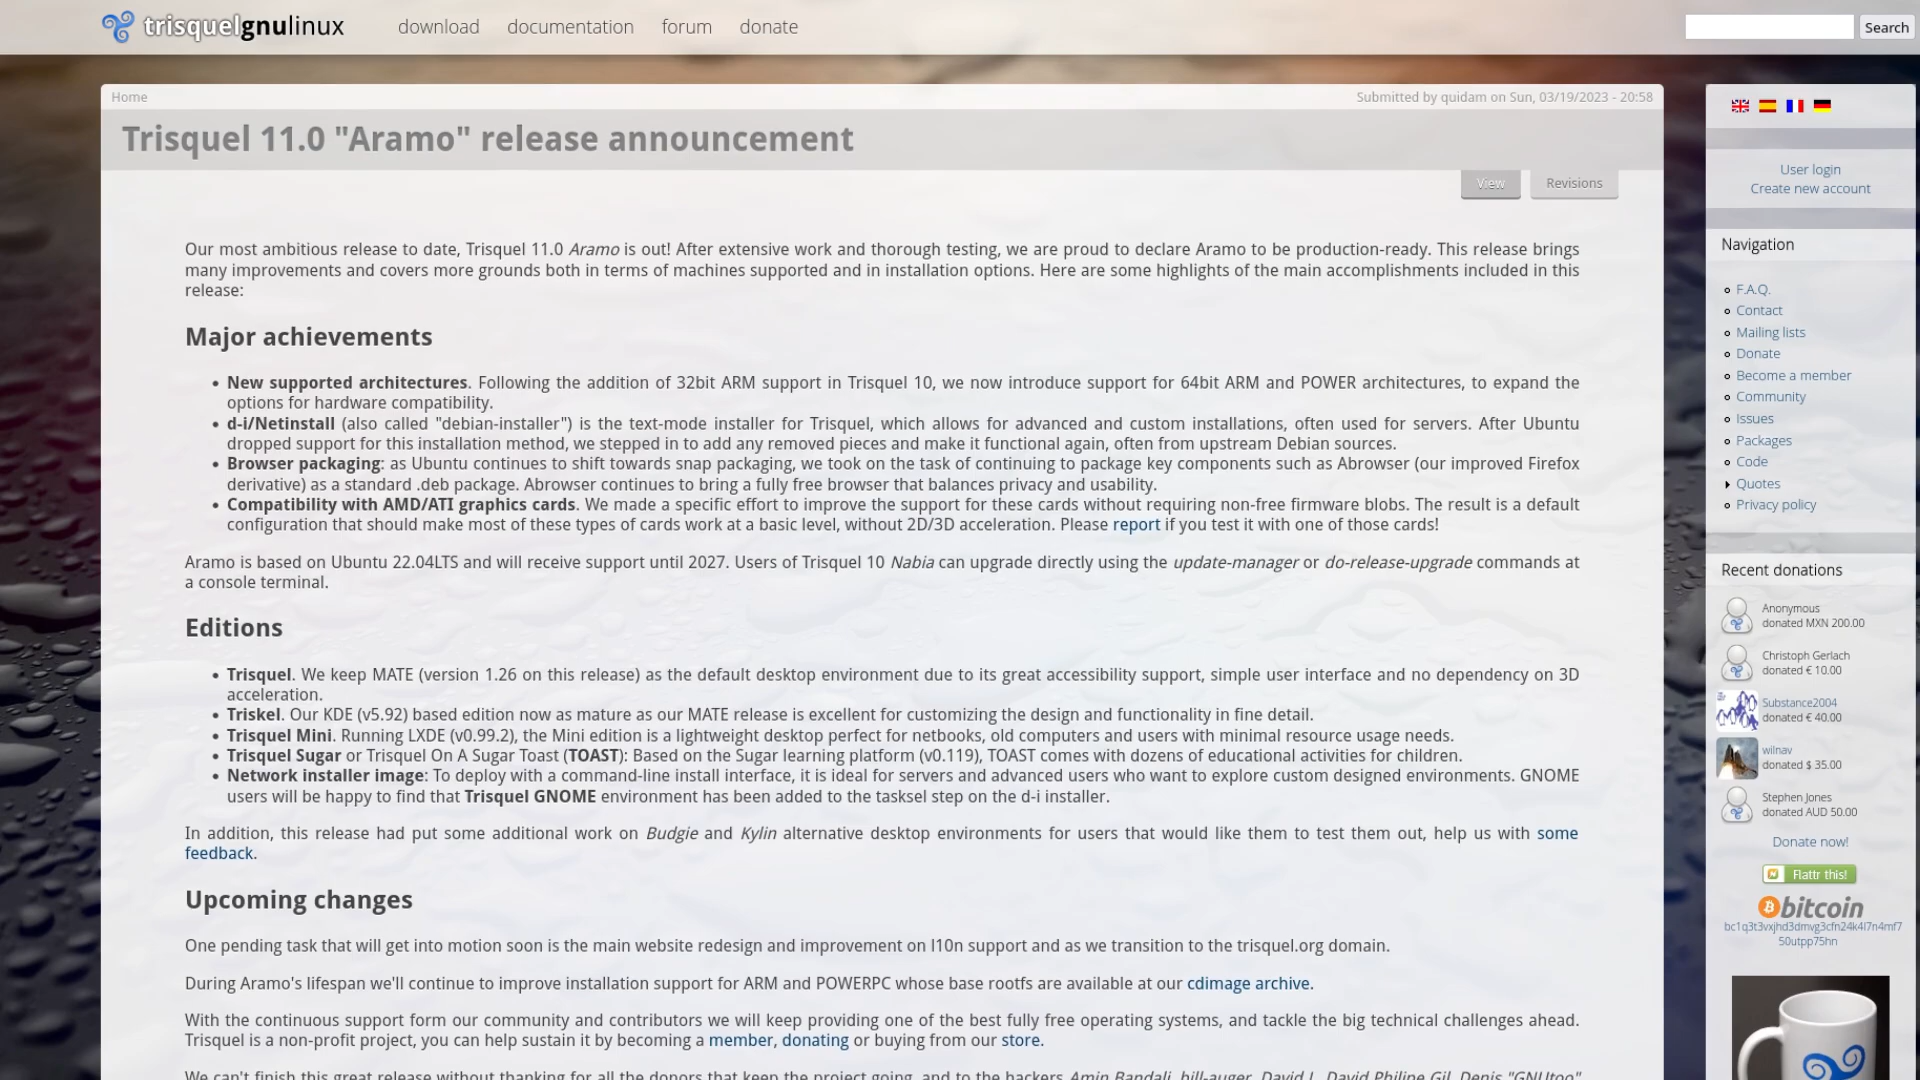 trisquelgnulinux
download
documentation
forum
donate
Search
Home
Submitted by quidam on Sun, 03/19/2023 - 20:58
Trisquel 11.0 "Aramo" release announcement
View
Revisions
Our most ambitious release to date, Trisquel 11.0 Aramo is out! After extensive work and thorough testing, we are proud to declare Aramo to be production-ready. This release brings
many improvements and covers more grounds both in terms of machines supported and in installation options. Here are some highlights of the main accomplishments included in this
release:
Major achievements
New supported architectures. Following the addition of 32bit ARM support in Trisquel 10, we now introduce support for 64bit ARM and POWER architectures, to expand the
options for hardware compatibility.
d-i/Netinstall (also called "debian-installer") is the text-mode installer for Trisquel, which allows for advanced and custom installations, often used for servers. After Ubuntu
dropped support for this installation method, we stepped in to add any removed pieces and make it functional again, often from upstream Debian sources.
Browser packaging: as Ubuntu continues to shift towards snap packaging, we took on the task of continuing to package key components such as Abrowser (our improved Firefox
derivative) as a standard .deb package. Abrowser continues to bring a fully free browser that balances privacy and usability.
Compatibility with AMD/ATI graphics cards. We made a specific effort to improve the support for these cards without requiring non-free firmware blobs. The result is a default
configuration that should make most of these types of cards work at a basic level, without 2D/3D acceleration. Please report if you test it with one of those cards!
Aramo is based on Ubuntu 22.04LTS and will receive support until 2027. Users of Trisquel 10 Nabia can upgrade directly using the update-manager or do-release-upgrade commands at
a console terminal.
Editions
Trisquel. We keep MATE (version 1.26 on this release) as the default desktop environment due to its great accessibility support, simple user interface and no dependency on 3D
acceleration.
Triskel. Our KDE (v5.92) based edition now as mature as our MATE release is excellent for customizing the design and functionality in fine detail.
Trisquel Mini. Running LXDE (v0.99.2), the Mini edition is a lightweight desktop perfect for netbooks, old computers and users with minimal resource usage needs.
Trisquel Sugar or Trisquel On A Sugar Toast (TOAST): Based on the Sugar learning platform (v0.119), TOAST comes with dozens of educational activities for children.
Network installer image: To deploy with a command-line install interface, it is ideal for servers and advanced users who want to explore custom designed environments. GNOME
users will be happy to find that Trisquel GNOME environment has been added to the tasksel step on the d-i installer.
In addition, this release had put some additional work on Budgie and Kylin alternative desktop environments for users that would like them to test them out, help us with some
feedback.
Upcoming changes
One pending task that will get into motion soon is the main website redesign and improvement on l10n support and as we transition to the trisquel.org domain.
During Aramo's lifespan we'll continue to improve installation support for ARM and POWERPC whose base rootfs are available at our cdimage archive.
With the continuous support form our community and contributors we will keep providing one of the best fully free operating systems, and tackle the big technical challenges ahead.
Trisquel is a non-profit project, you can help sustain it by becoming a member, donating or buying from our store.
We can't finish this great release without thanking for all the donors that keep the project going, and to the hackers Amin Bandali, bill-auger, David L, David Philipe Gil, Denis "GNUtoo"
User login
Create new account
Navigation
F.A.Q.
Contact
Mailing lists
Donate
Become a member
Community
Issues
Packages
Code
Quotes
Privacy policy
Recent donations
Anonymous
donated MXN 200.00
Christoph Gerlach
donated € 10.00
Substance2004
donated € 40.00
wilnav
donated $ 35.00
Stephen Jones
donated AUD 50.00
Donate now!
Flattr this!
bitcoin
bc1q3t3vxjhd3dmvg3cfn24k4l7n4mf7
50utpp75hn